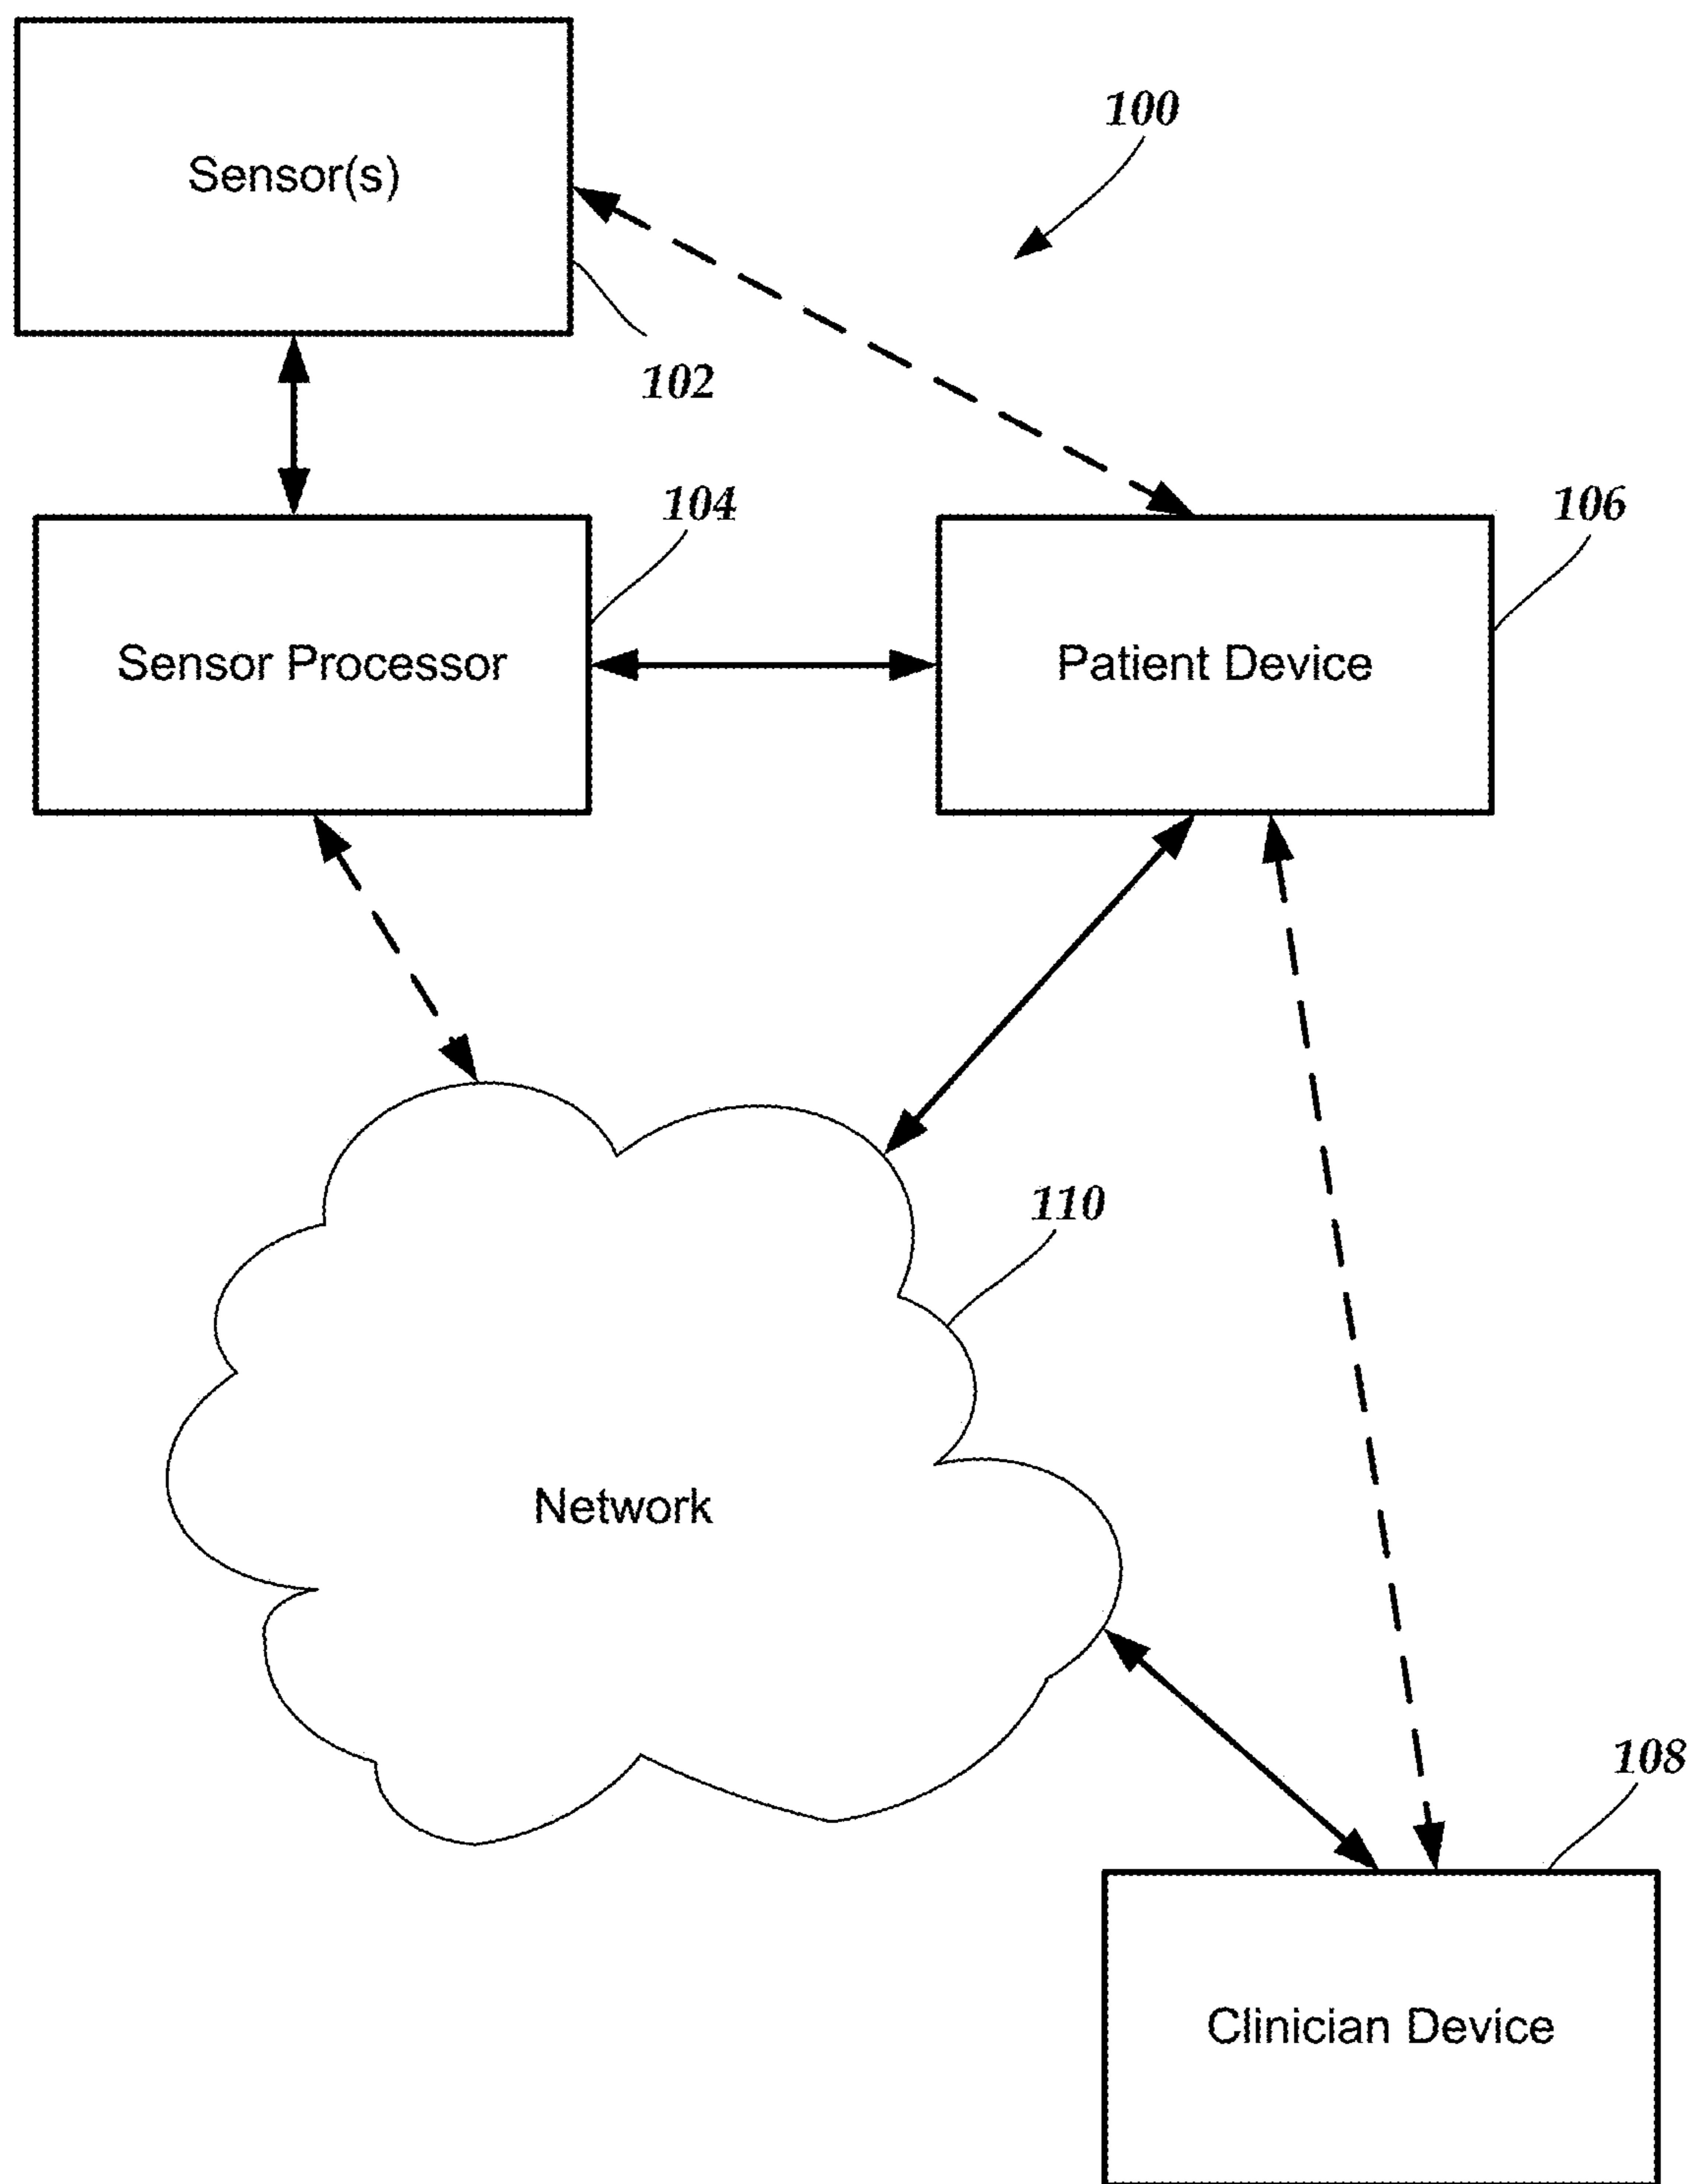 100
Sensor(s)
102
104
106
Sensor Processor
Patient Device
110
Network
108
Clinician Device